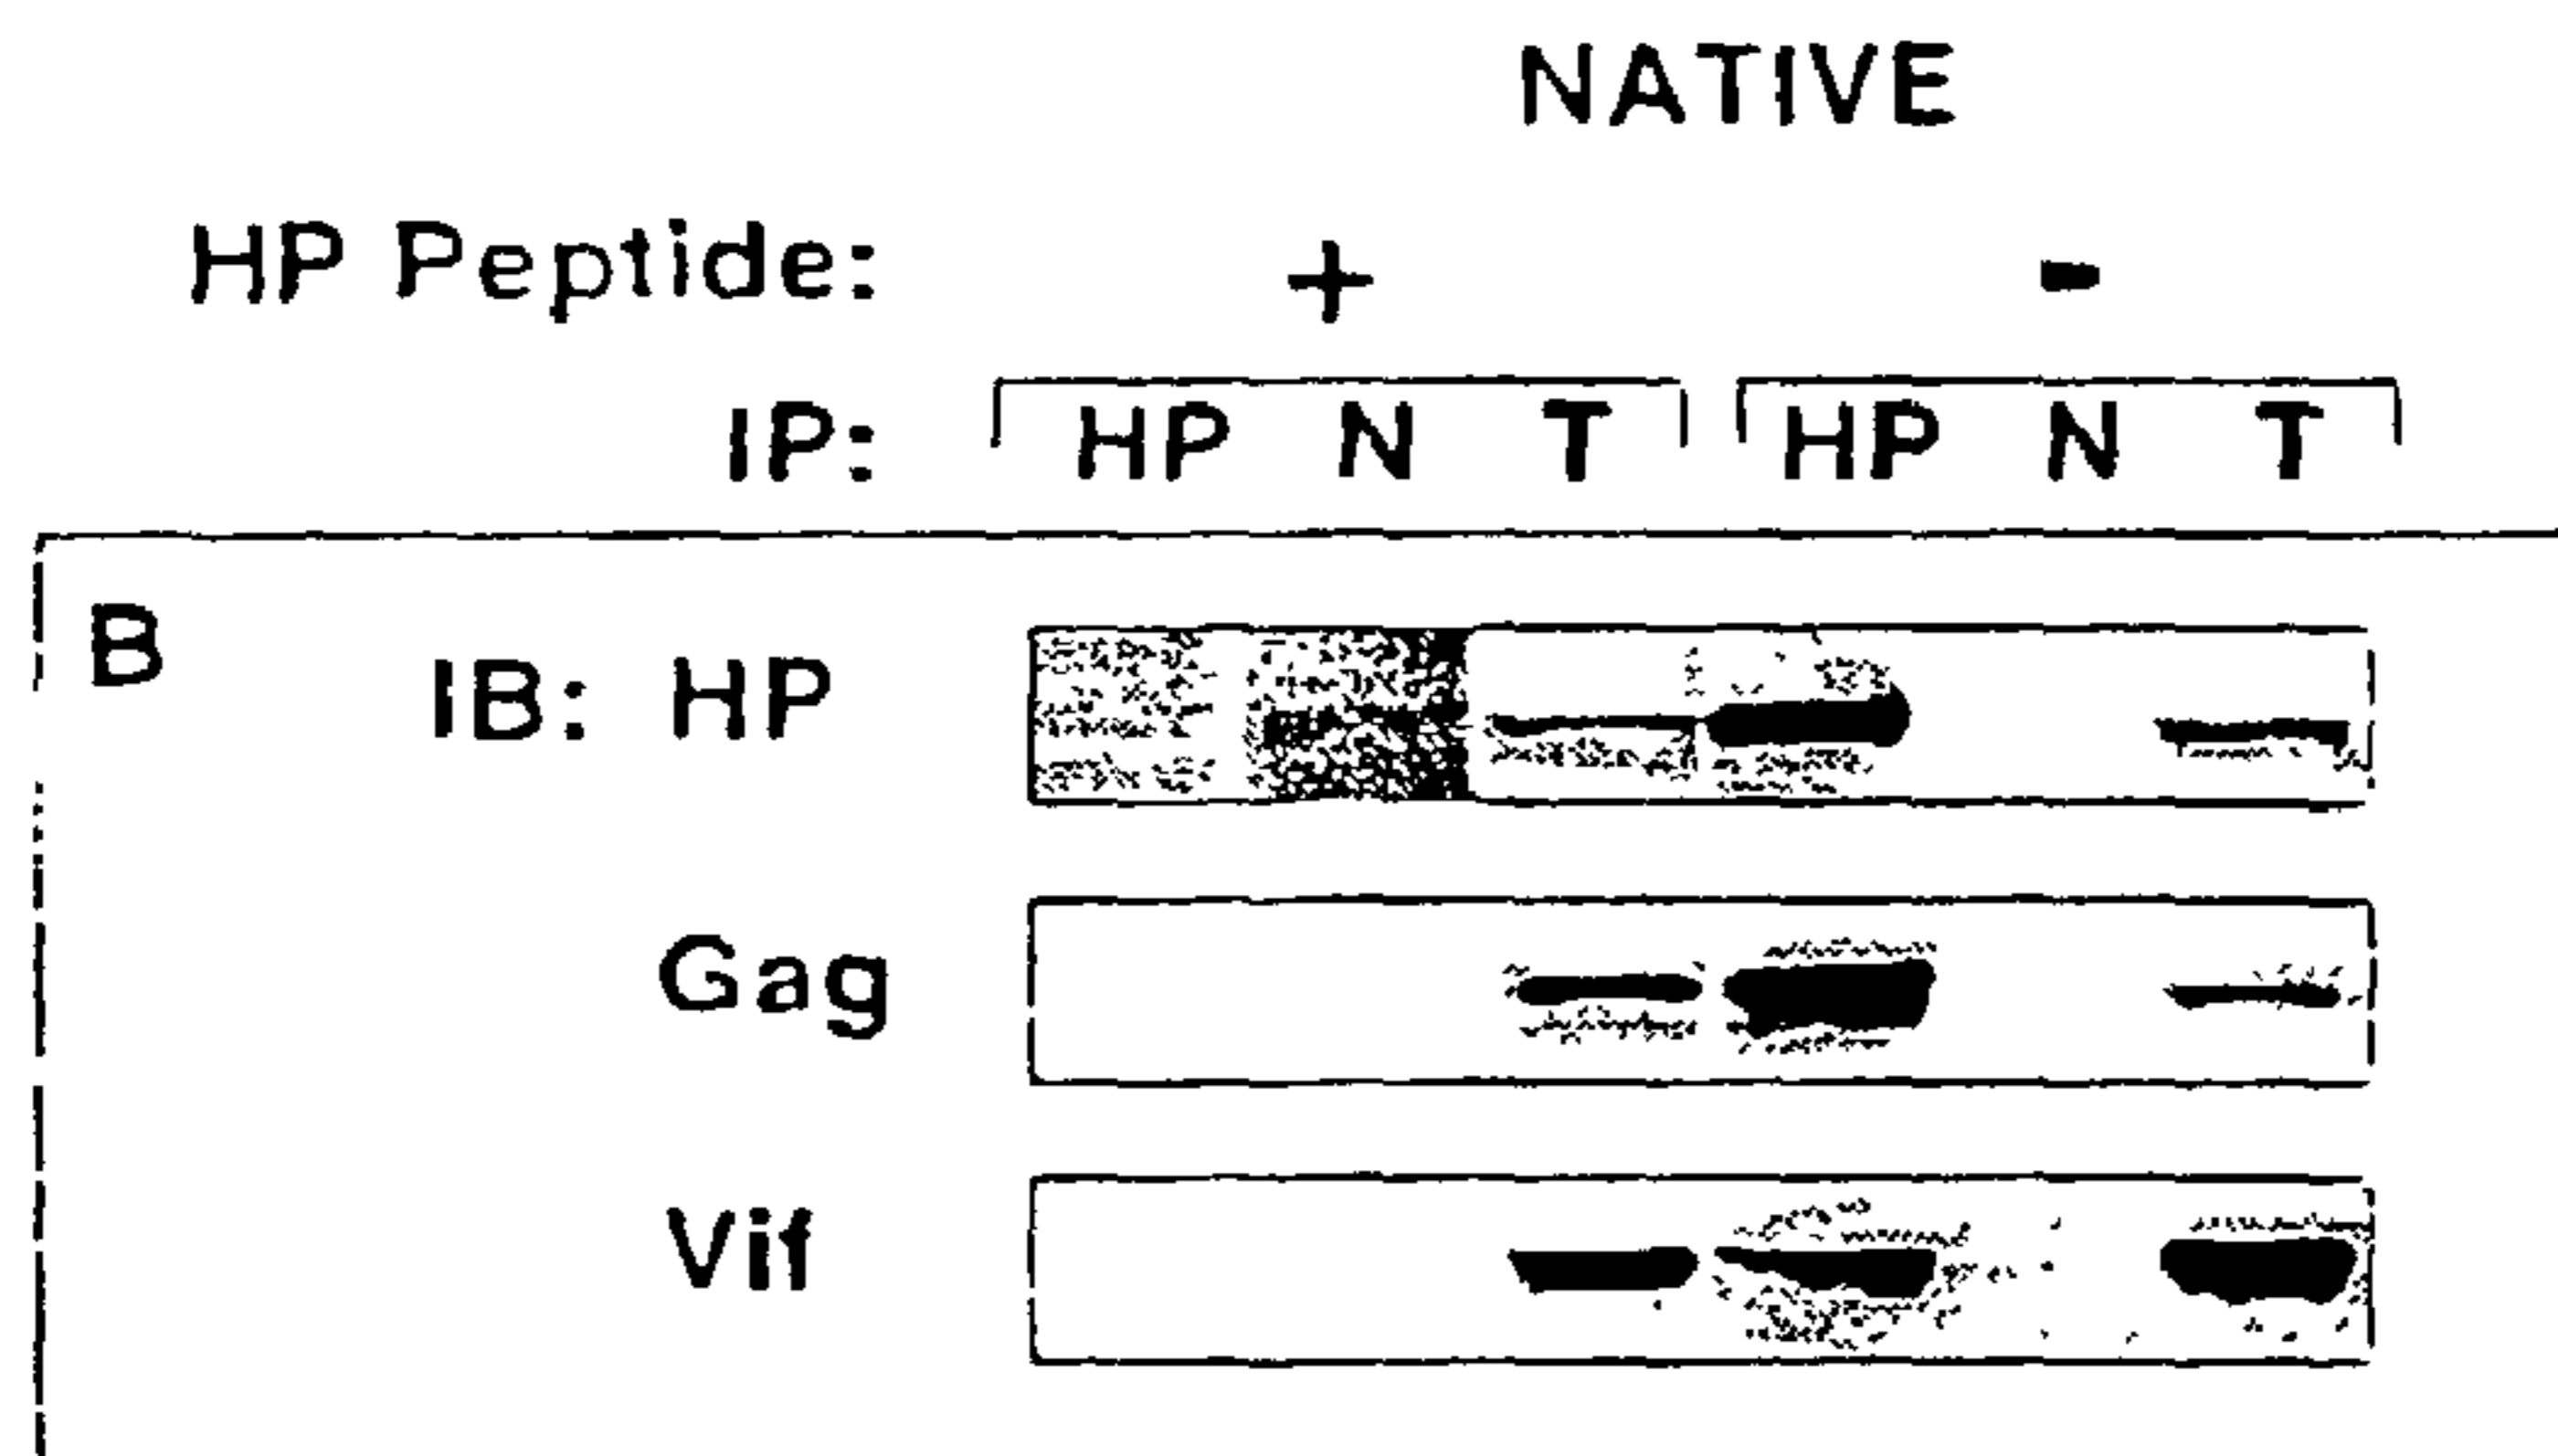 NATIVE
HP Peptide: + -
IP: HP N T HP N T
B
IB: HP
Gag
Vif